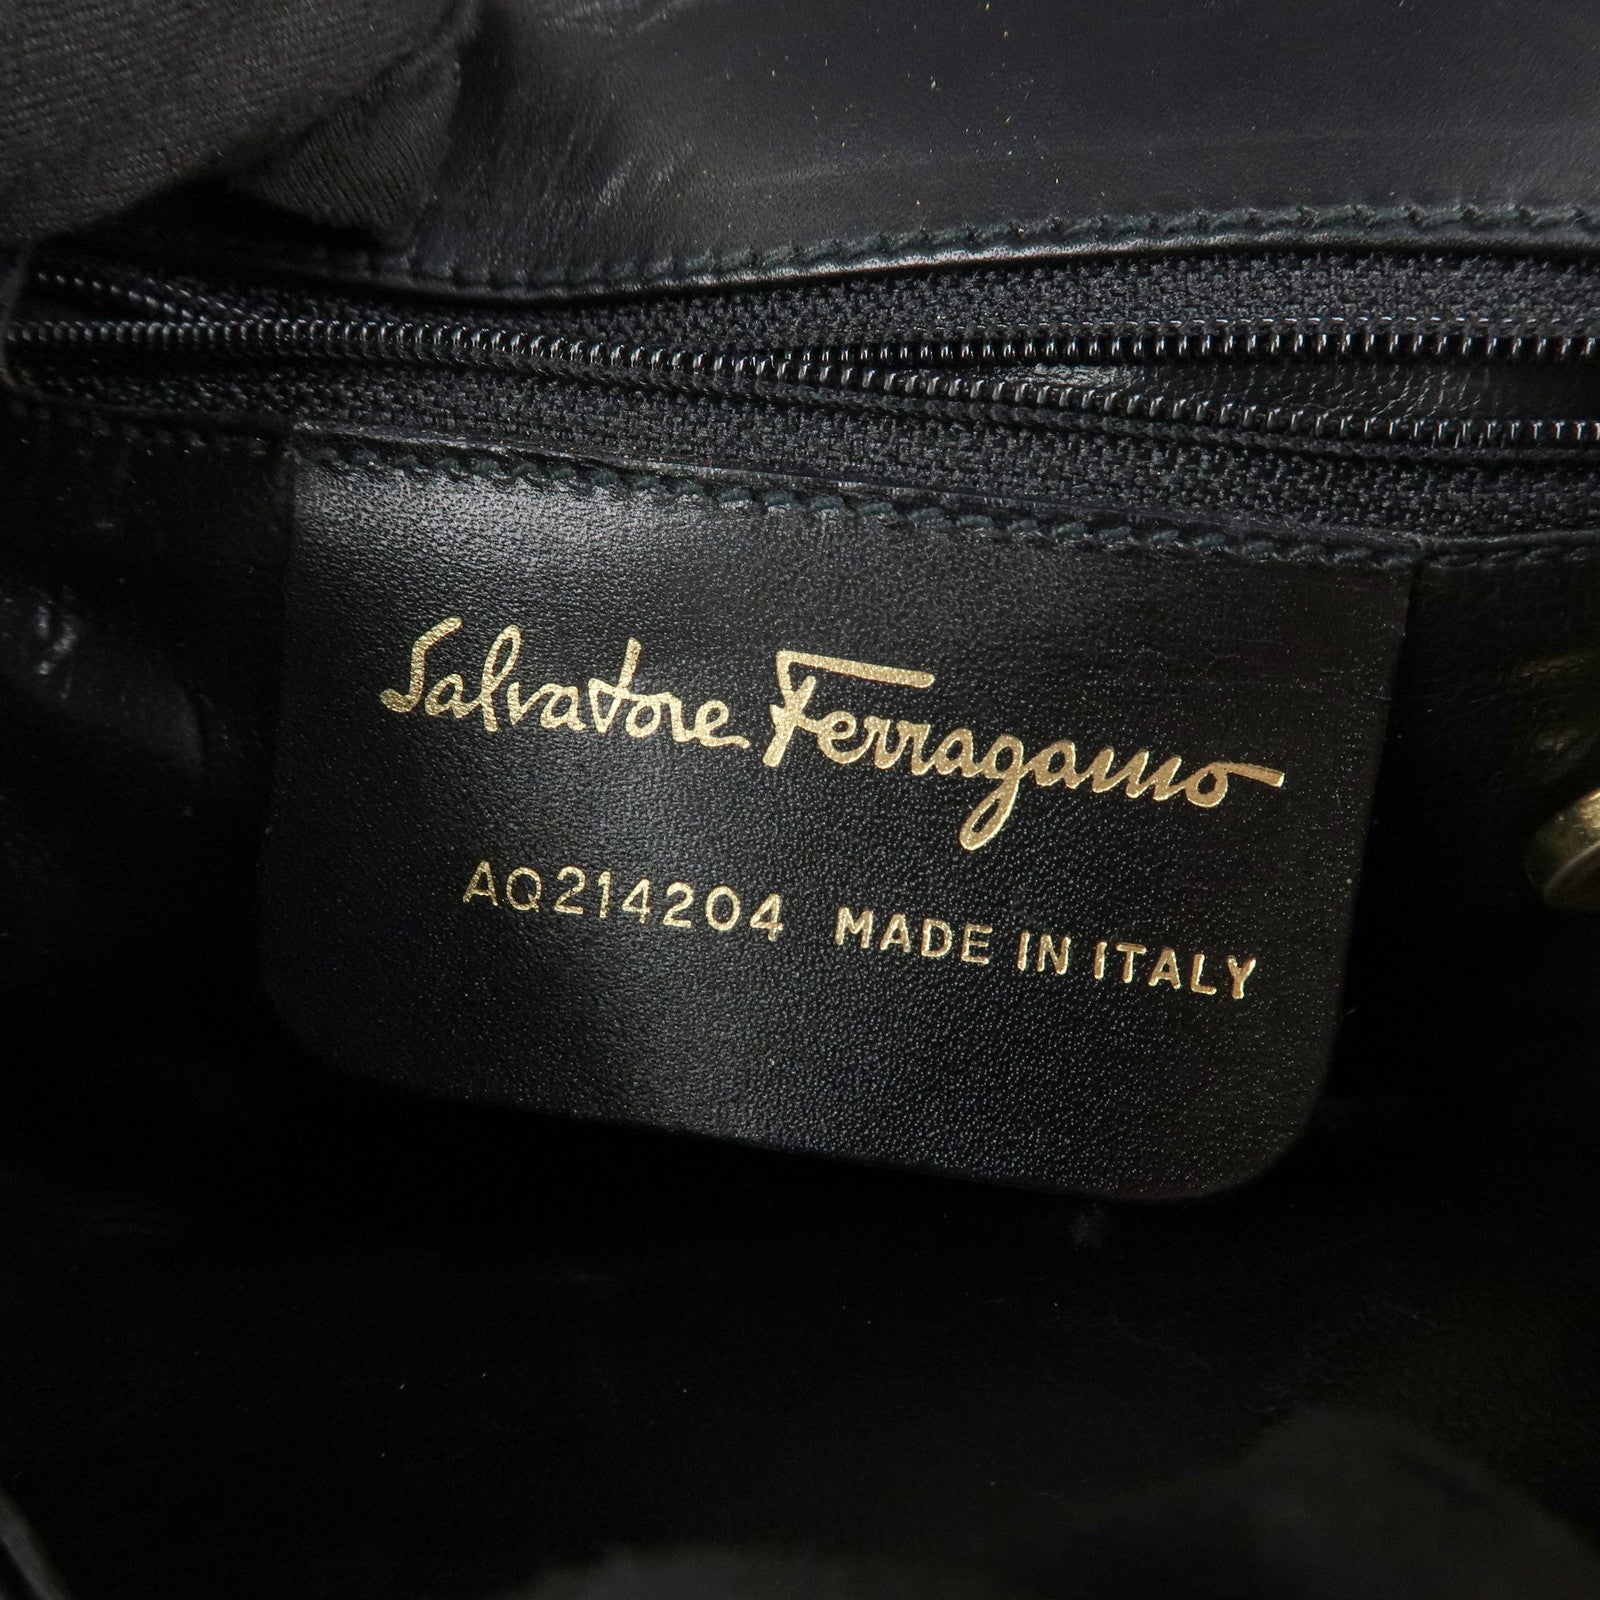 Salvatore Ferragamo
AQ214204 MADE IN ITALY